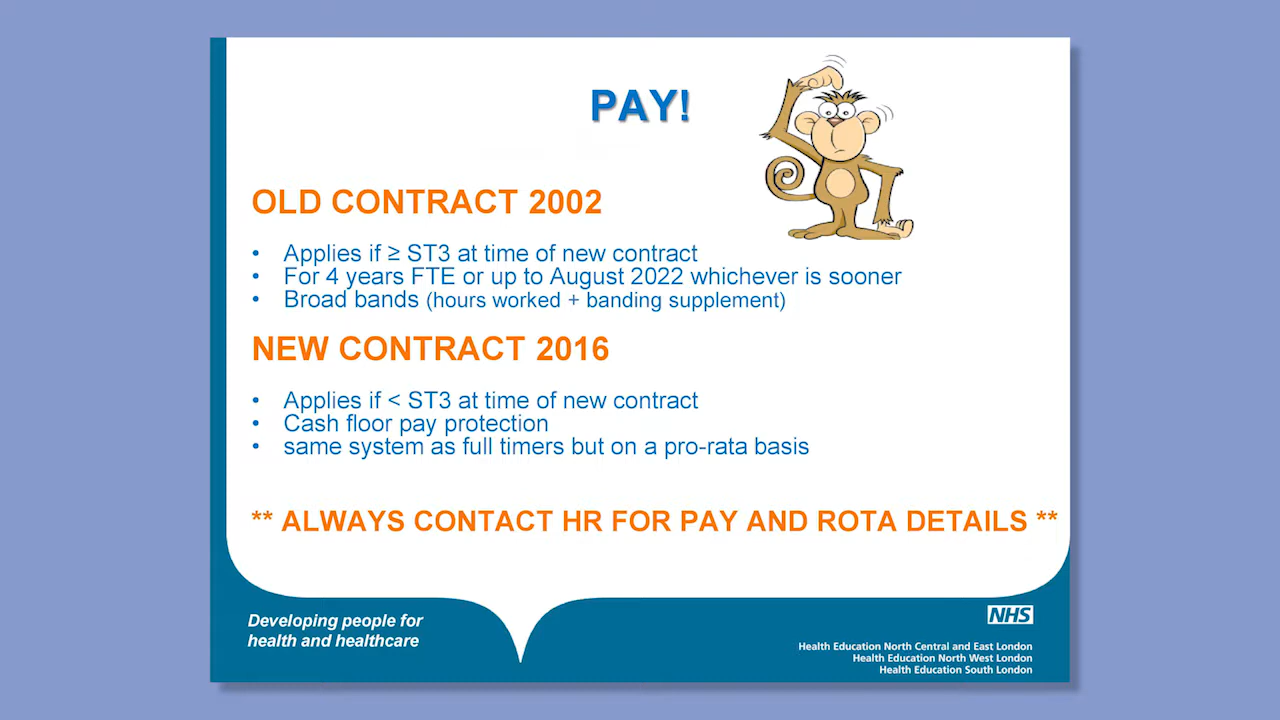 PAY!
OLD CONTRACT 2002
• Applies if ≥ ST3 at time of new contract
• For 4 years FTE or up to August 2022 whichever is sooner
• Broad bands (hours worked + banding supplement)
NEW CONTRACT 2016
• Applies if < ST3 at time of new contract
• Cash floor pay protection
• same system as full timers but on a pro-rata basis
** ALWAYS CONTACT HR FOR PAY AND ROTA DETAILS **
Developing people for
health and healthcare
NHS
Health Education North Central and East London
Health Education North West London
Health Education South London